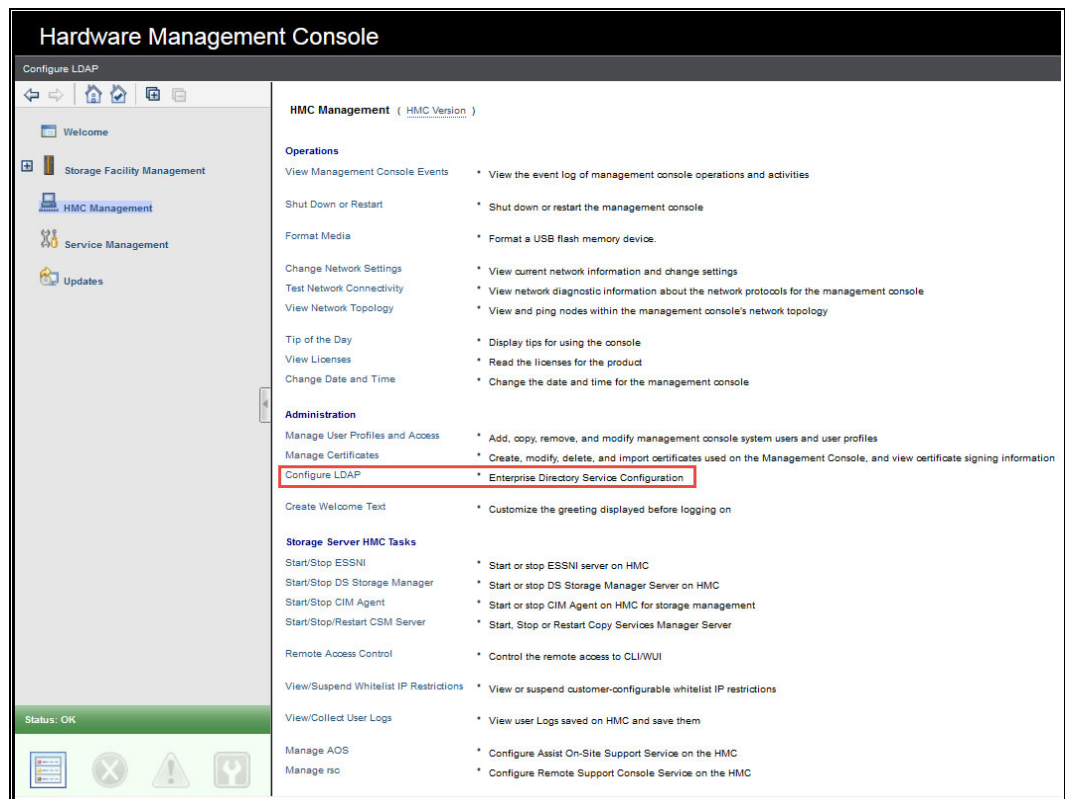 Hardware Management Console
Configure LDAP
Welcome
Storage Facility Management
HMC Management
Service Management
Updates
Status: OK
HMC Management ( HMC Version )
Operations
View Management Console Events * View the event log of management console operations and activities
Shut Down or Restart * Shut down or restart the management console
Format Media * Format a USB flash memory device.
Change Network Settings * View current network information and change settings
Test Network Connectivity * View network diagnostic information about the network protocols for the management console
View Network Topology * View and ping nodes within the management console's network topology
Tip of the Day * Display tips for using the console
View Licenses * Read the licenses for the product
Change Date and Time * Change the date and time for the management console
Administration
Manage User Profiles and Access * Add, copy, remove, and modify management console system users and user profiles
Manage Certificates * Create, modify, delete, and import certificates used on the Management Console, and view certificate signing information
Configure LDAP * Enterprise Directory Service Configuration
Create Welcome Text * Customize the greeting displayed before logging on
Storage Server HMC Tasks
Start/Stop ESSNI * Start or stop ESSNI server on HMC
Start/Stop DS Storage Manager * Start or stop DS Storage Manager Server on HMC
Start/Stop CIM Agent * Start or stop CIM Agent on HMC for storage management
Start/Stop/Restart CSM Server * Start, Stop or Restart Copy Services Manager Server
Remote Access Control * Control the remote access to CLI/WUI
View/Suspend Whitelist IP Restrictions * View or suspend customer-configurable whitelist IP restrictions
View/Collect User Logs * View user Logs saved on HMC and save them
Manage AOS * Configure Assist On-Site Support Service on the HMC
Manage rsc * Configure Remote Support Console Service on the HMC